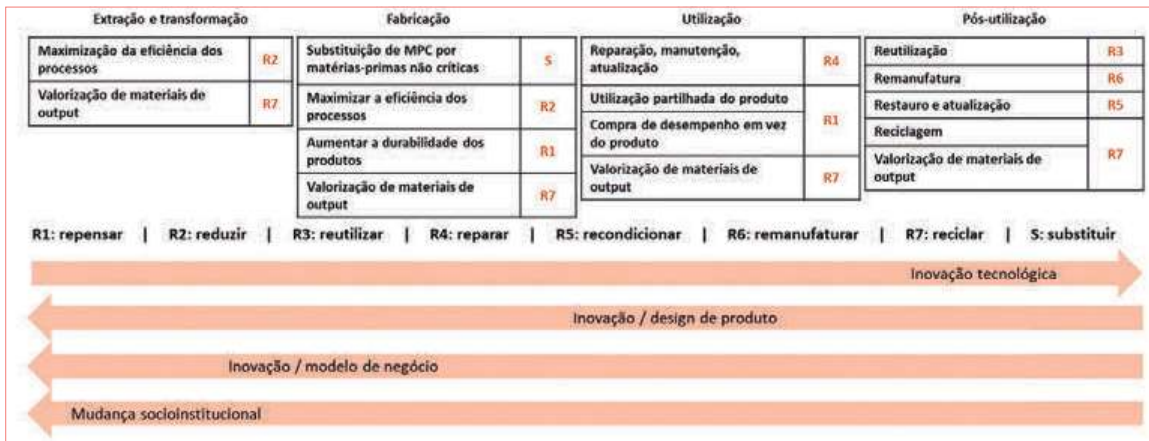 Extração e transformação
Maximização da eficiência dos
processos
R2
Valorização de materiais de
output
R7
Fabricação
Substituição de MPC por
matérias-primas não críticas
S
Maximizar a eficiência dos
processos
R2
Aumentar a durabilidade dos
produtos
R1
Valorização de materiais de
output
R7
Utilização
Reparação, manutenção,
atualização
R4
Utilização partilhada do produto
Compra de desempenho em vez
do produto
R1
Valorização de materiais de
output
R7
Pós-utilização
Reutilização
R3
Remanufatura
R6
Restauro e atualização
R5
Reciclagem
Valorização de materiais de
output
R7
R1: repensar | R2: reduzir | R3: reutilizar | R4: reparar | R5: recondicionar | R6: remanufaturar | R7: reciclar | S: substituir
Inovação tecnológica
Inovação / design de produto
Inovação / modelo de negócio
Mudança socioinstitucional